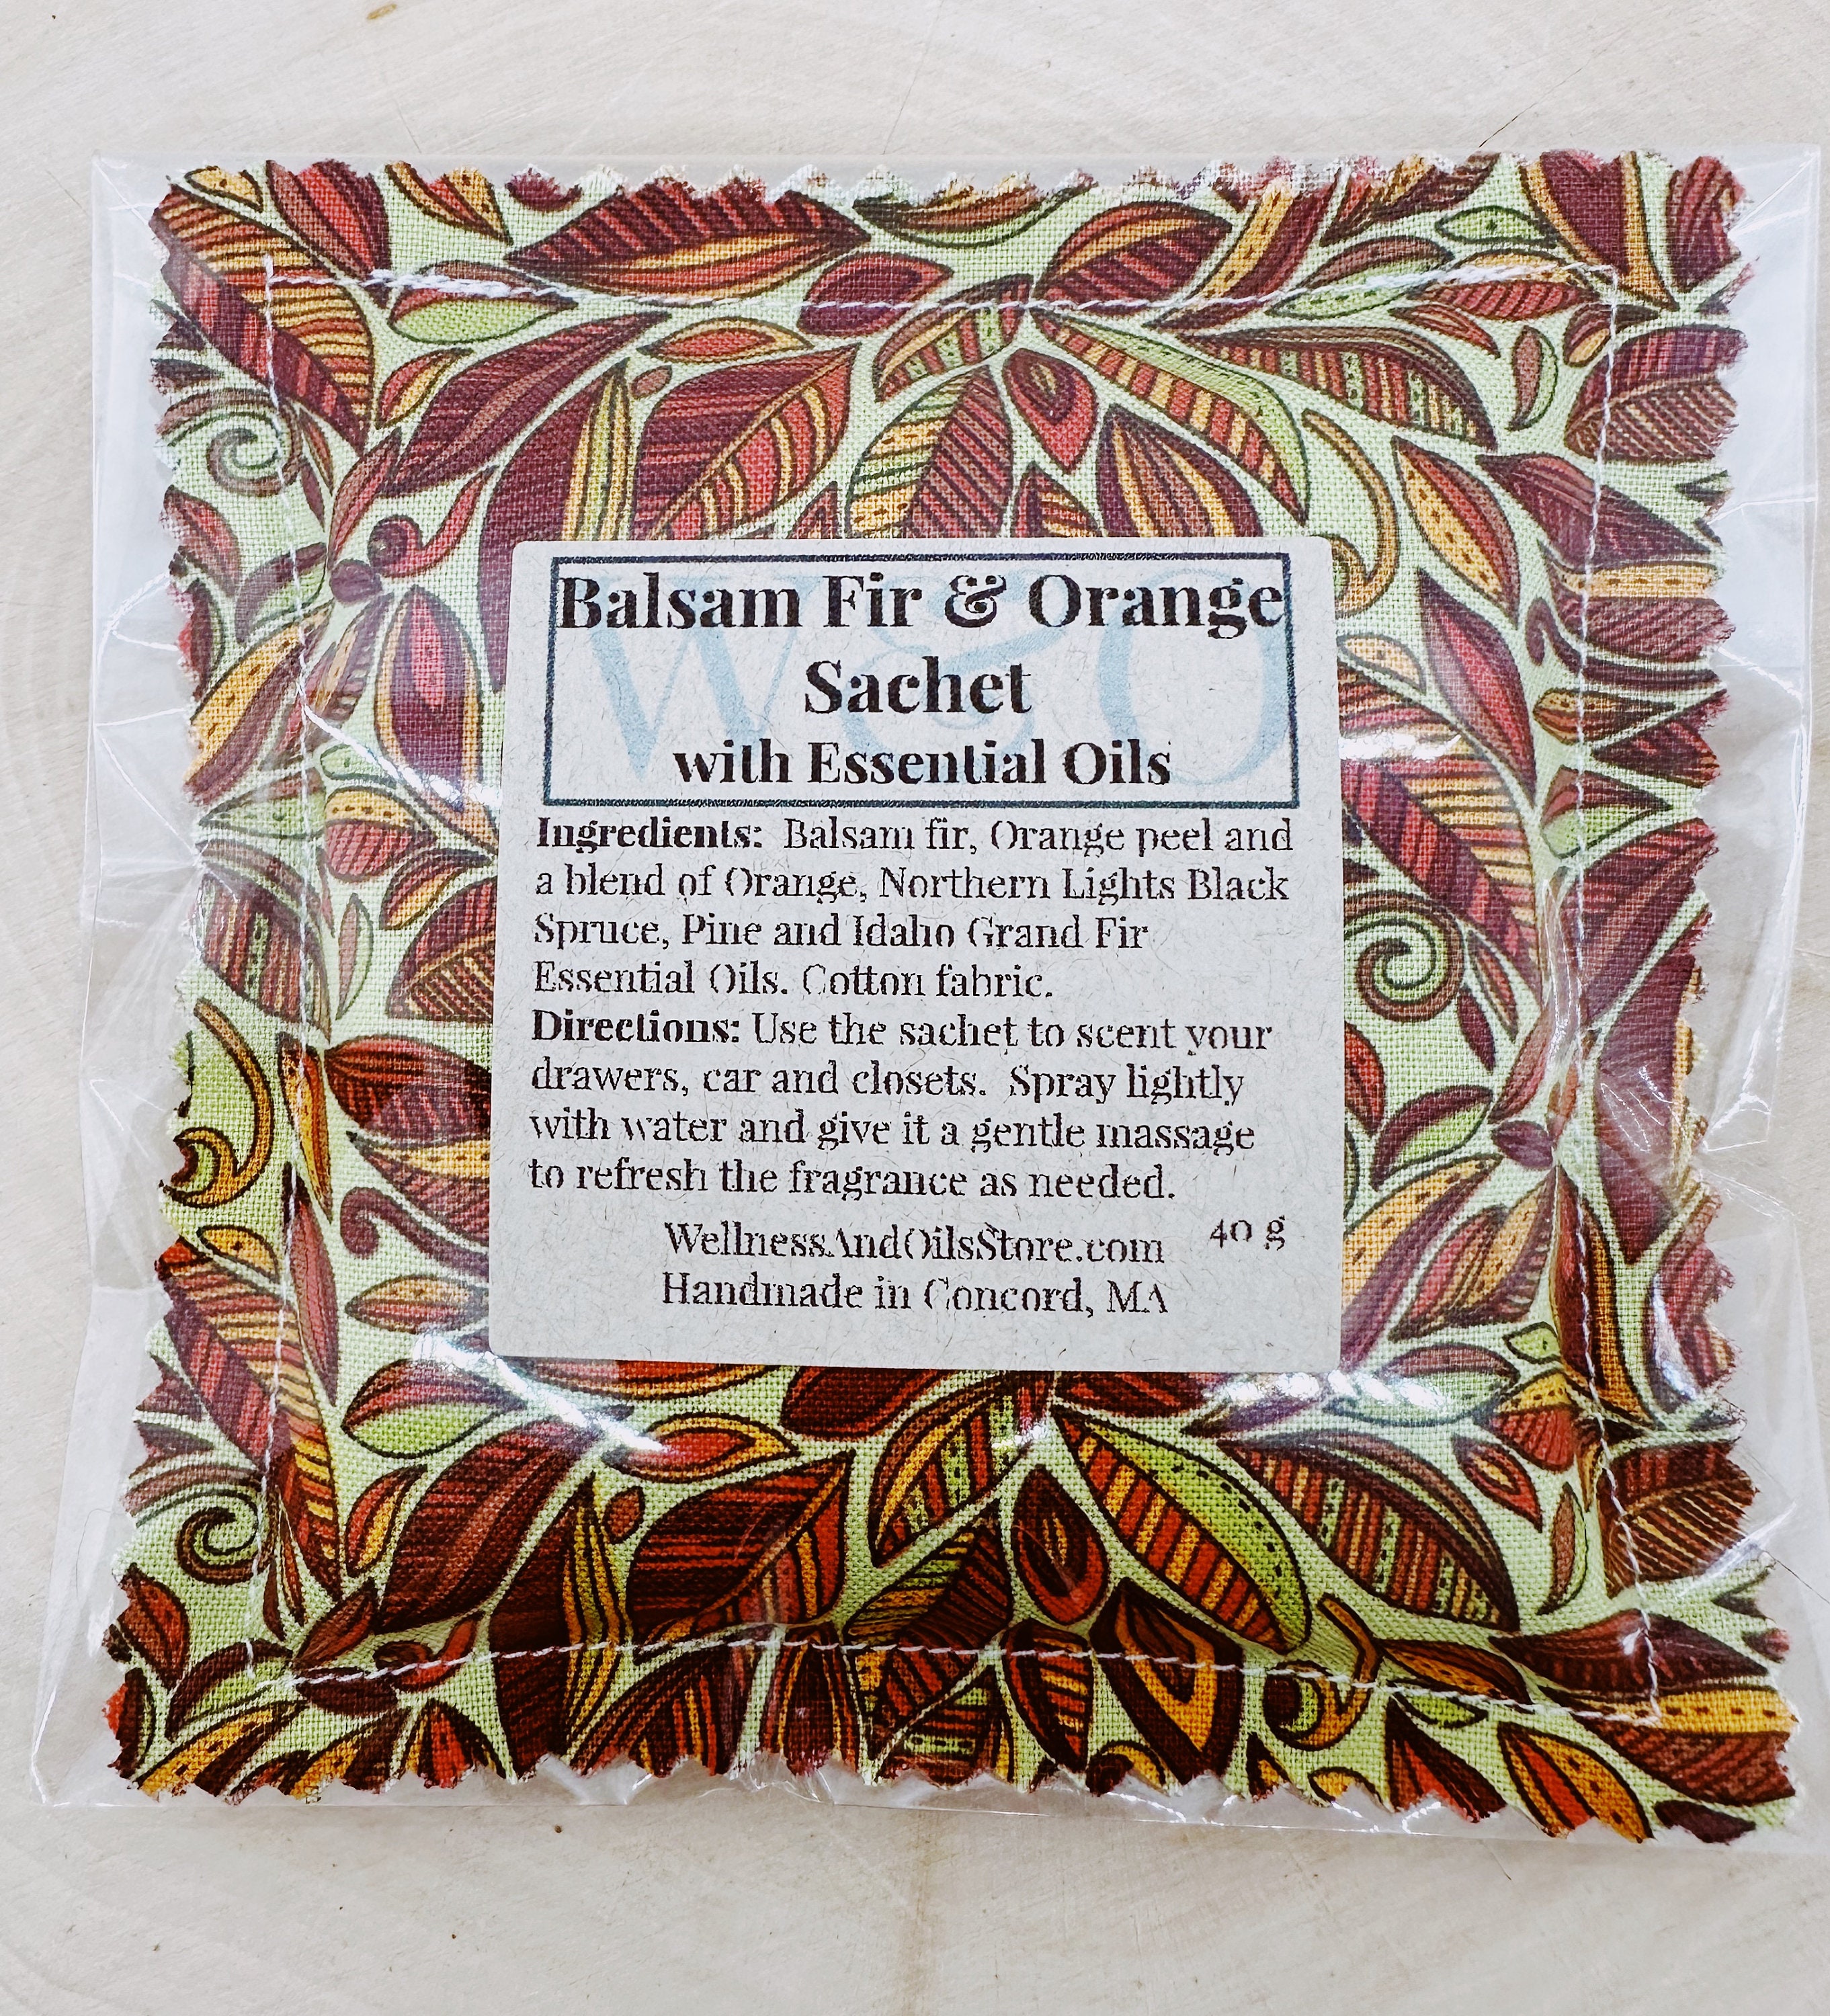 Balsam Fir & Orange
Sachet
with Essential Oils
W&O
Ingredients: Balsam fir, Orange peel and
a blend of Orange, Northern Lights Black
Spruce, Pine and Idaho Grand Fir
Essential Oils. Cotton fabric.
Directions: Use the sachet to scent your
drawers, car and closets. Spray lightly
with water and give it a gentle massage
to refresh the fragrance as needed.
WellnessAndOilsStore.com 40 g
Handmade in Concord, MA